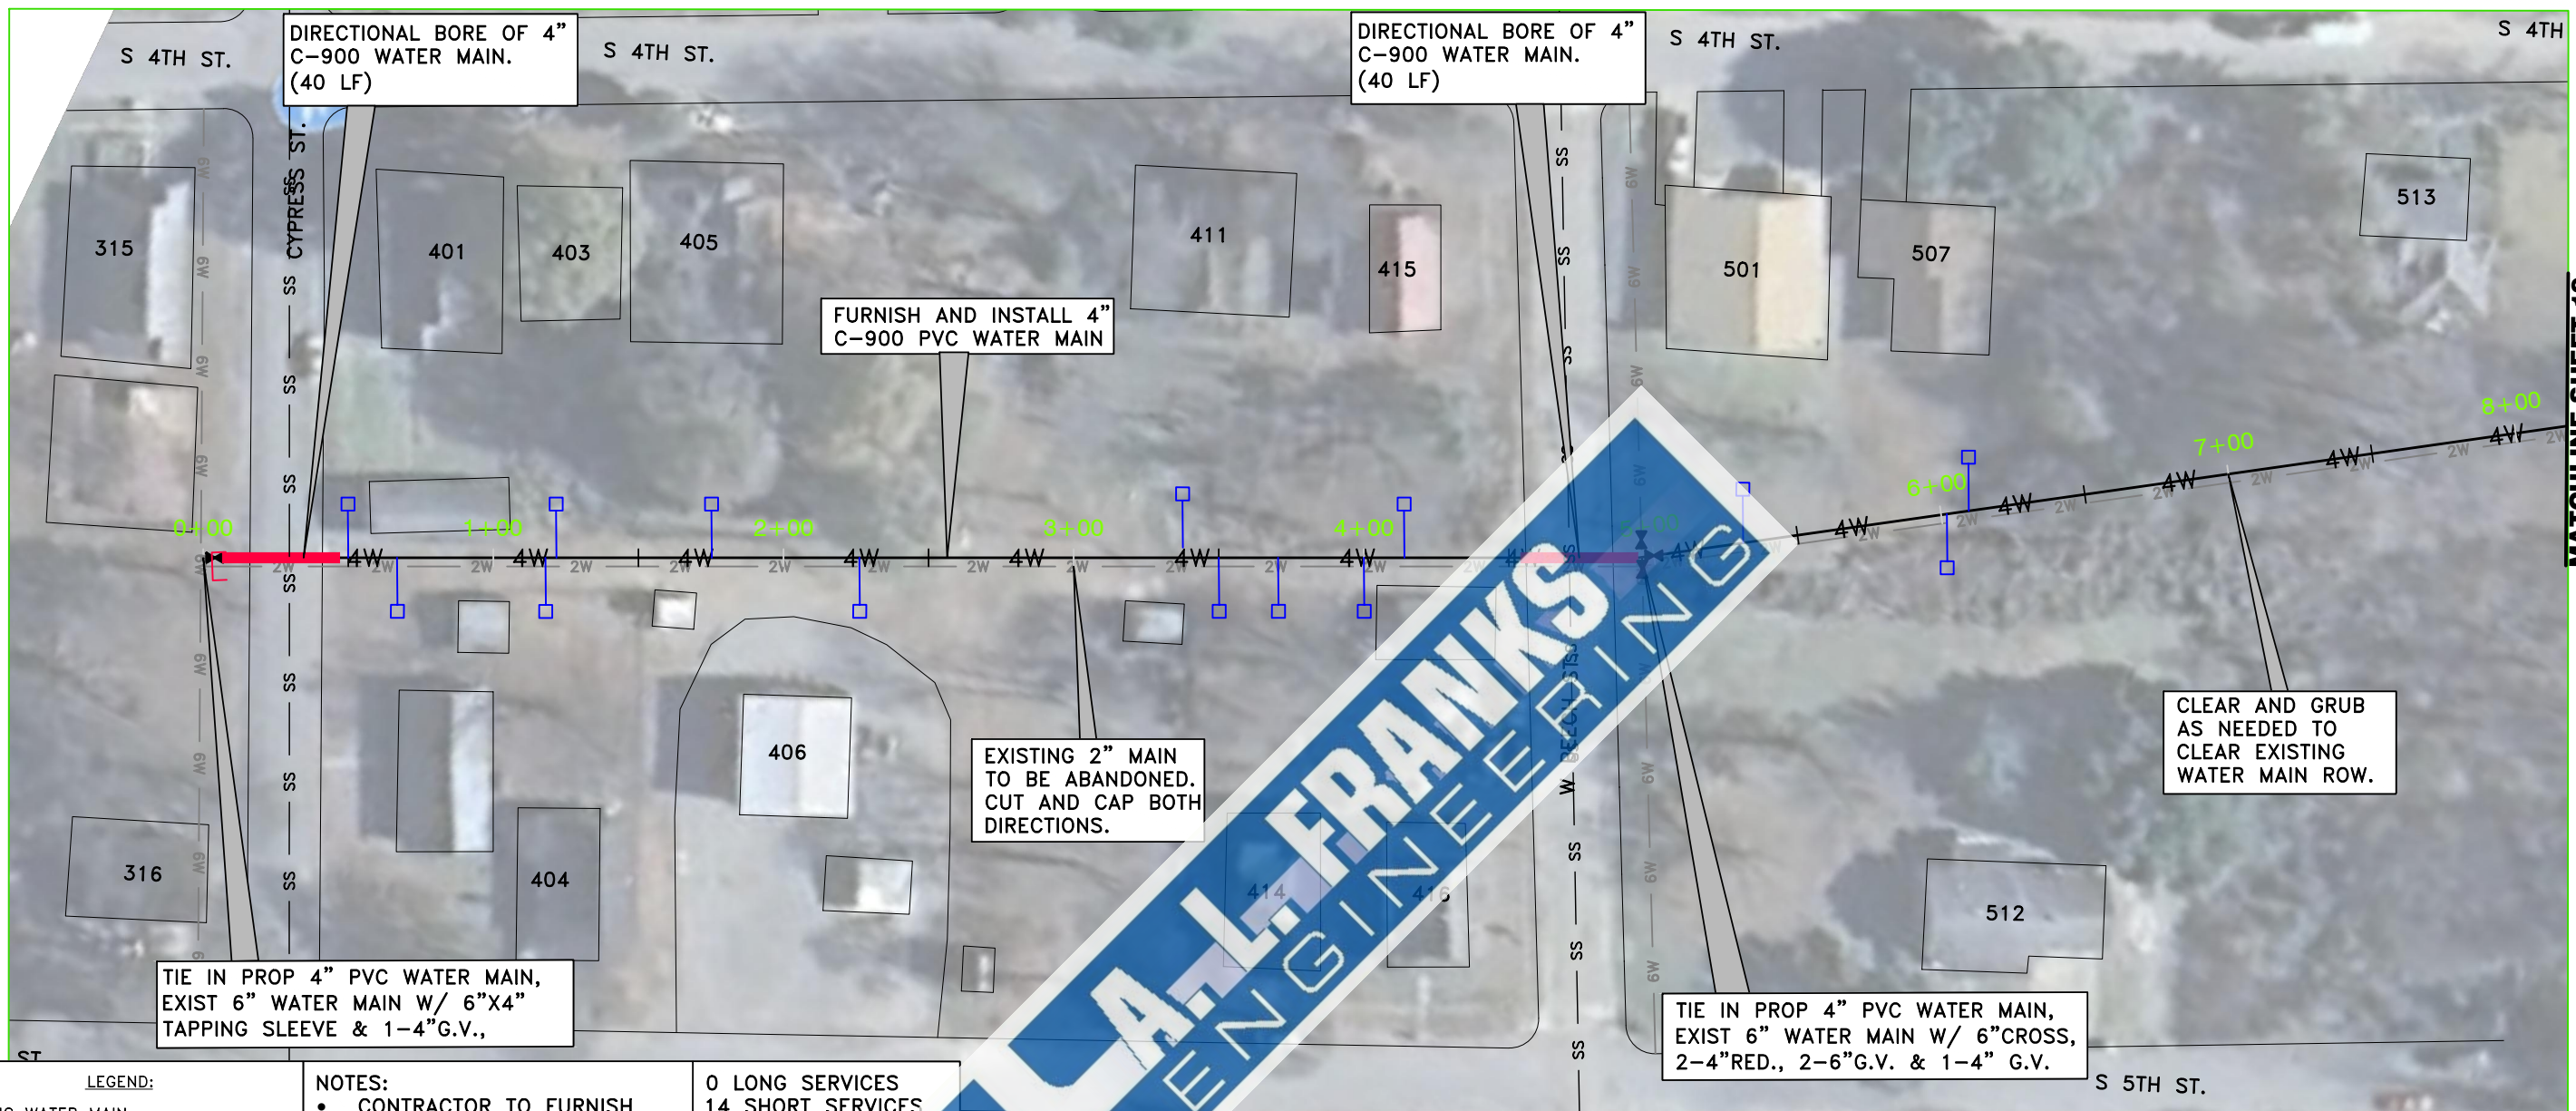 S 4TH ST.
DIRECTIONAL BORE OF 4”
C-900 WATER MAIN.
(40 LF)
S 4TH ST.
DIRECTIONAL BORE OF 4”
C-900 WATER MAIN.
(40 LF)
S 4TH ST.
S 4TH
CYPRESS ST.
315
401
403
405
411
415
501
507
513
FURNISH AND INSTALL 4”
C-900 PVC WATER MAIN
0+00
1+00
2+00
3+00
4+00
6+00
7+00
8+00
6W
SS
4W
2W
W BEECH ST
EXISTING 2” MAIN
TO BE ABANDONED.
CUT AND CAP BOTH
DIRECTIONS.
CLEAR AND GRUB
AS NEEDED TO
CLEAR EXISTING
WATER MAIN ROW.
406
316
404
414
416
512
A.L. FRANKS
ENGINEERING
TIE IN PROP 4” PVC WATER MAIN,
EXIST 6” WATER MAIN W/ 6”X4”
TAPPING SLEEVE & 1-4”G.V.,
TIE IN PROP 4” PVC WATER MAIN,
EXIST 6” WATER MAIN W/ 6”CROSS,
2-4”RED., 2-6”G.V. & 1-4” G.V.
S 5TH ST.
ST
LEGEND:
NOTES:
• CONTRACTOR TO FURNISH
0 LONG SERVICES
14 SHORT SERVICES